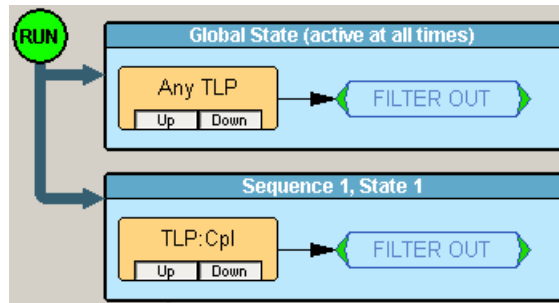 RUN
Global State (active at all times)
Any TLP
Up Down
FILTER OUT
Sequence 1, State 1
TLP:Cpl
Up Down
FILTER OUT